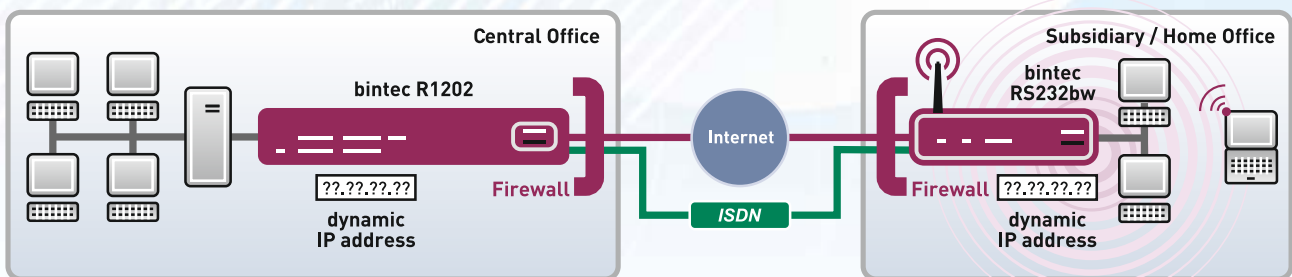 Central Office
bintec R1202
??.??.??.??
dynamic
IP address
Firewall
Internet
ISDN
Subsidiary / Home Office
bintec
RS232bw
Firewall
??.??.??.??
dynamic
IP address